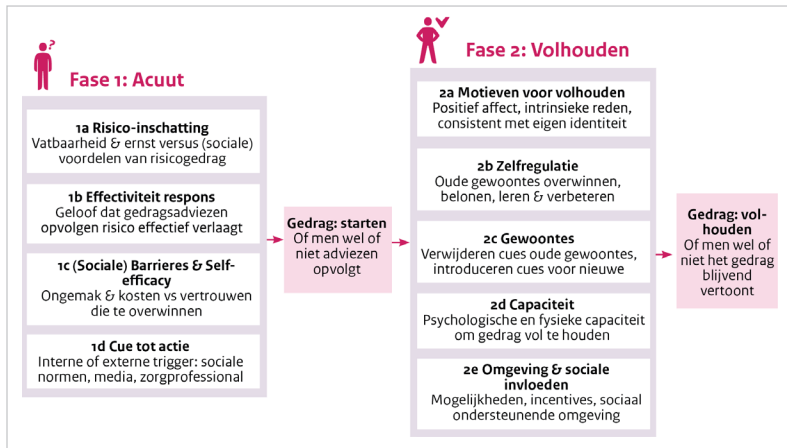 ?
Fase 1: Acuut
1a Risico-inschatting
Vatbaarheid & ernst versus (sociale)
voordelen van risicogedrag
1b Effectiviteit respons
Geloof dat gedragsadviezen
opvolgen risico effectief verlaagt
1c (Sociale) Barrieres & Self-
efficacy
Ongemak & kosten vs vertrouwen
die te overwinnen
1d Cue tot actie
Interne of externe trigger: sociale
normen, media, zorgprofessional
Gedrag: starten
Of men wel of
niet adviezen
opvolgt
Fase 2: Volhouden
2a Motieven voor volhouden
Positief affect, intrinsieke reden,
consistent met eigen identiteit
2b Zelfregulatie
Oude gewoontes overwinnen,
belonen, leren & verbeteren
2c Gewoontes
Verwijderen cues oude gewoontes,
introduceren cues voor nieuwe
2d Capaciteit
Psychologische en fysieke capaciteit
om gedrag vol te houden
2e Omgeving & sociale
invloeden
Mogelijkheden, incentives, sociaal
ondersteunende omgeving
Gedrag: vol-
houden
Of men wel of
niet het gedrag
blijvend
vertoont